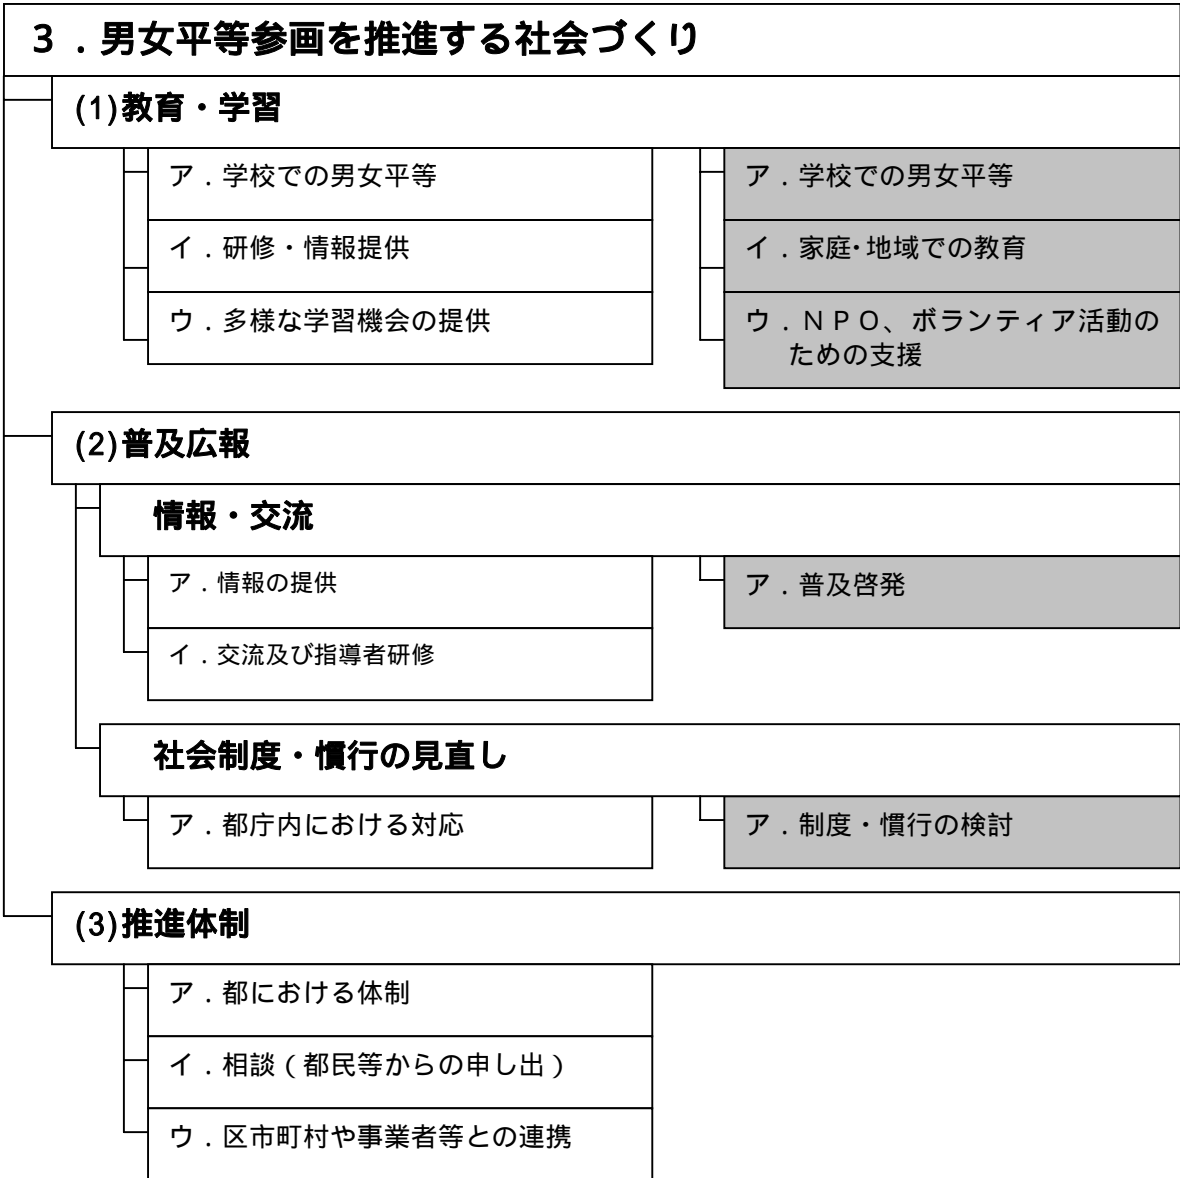 ３．男女平等参画を推進する社会づくり
(1)教育・学習
ア．学校での男女平等
イ．研修・情報提供
ウ．多様な学習機会の提供
ア．学校での男女平等
イ．家庭・地域での教育
ウ．ＮＰＯ、ボランティア活動の
ための支援
(2)普及広報
情報・交流
ア．情報の提供
イ．交流及び指導者研修
ア．普及啓発
社会制度・慣行の見直し
ア．都庁内における対応
ア．制度・慣行の検討
(3)推進体制
ア．都における体制
イ．相談（都民等からの申し出）
ウ．区市町村や事業者等との連携